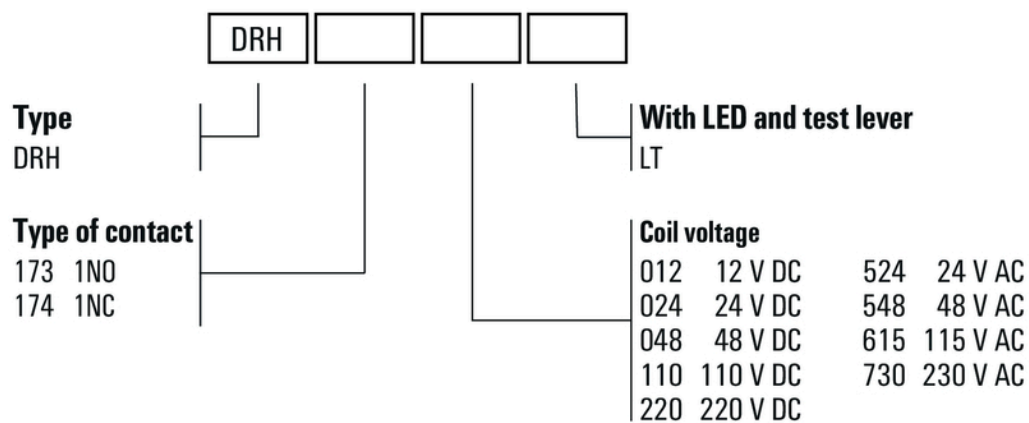 DRH
Type
DRH
With LED and test lever
LT
Type of contact
173 1NO
174 1NC
Coil voltage
012 12 V DC 524 24 V AC
024 24 V DC 548 48 V AC
048 48 V DC 615 115 V AC
110 110 V DC 730 230 V AC
220 220 V DC